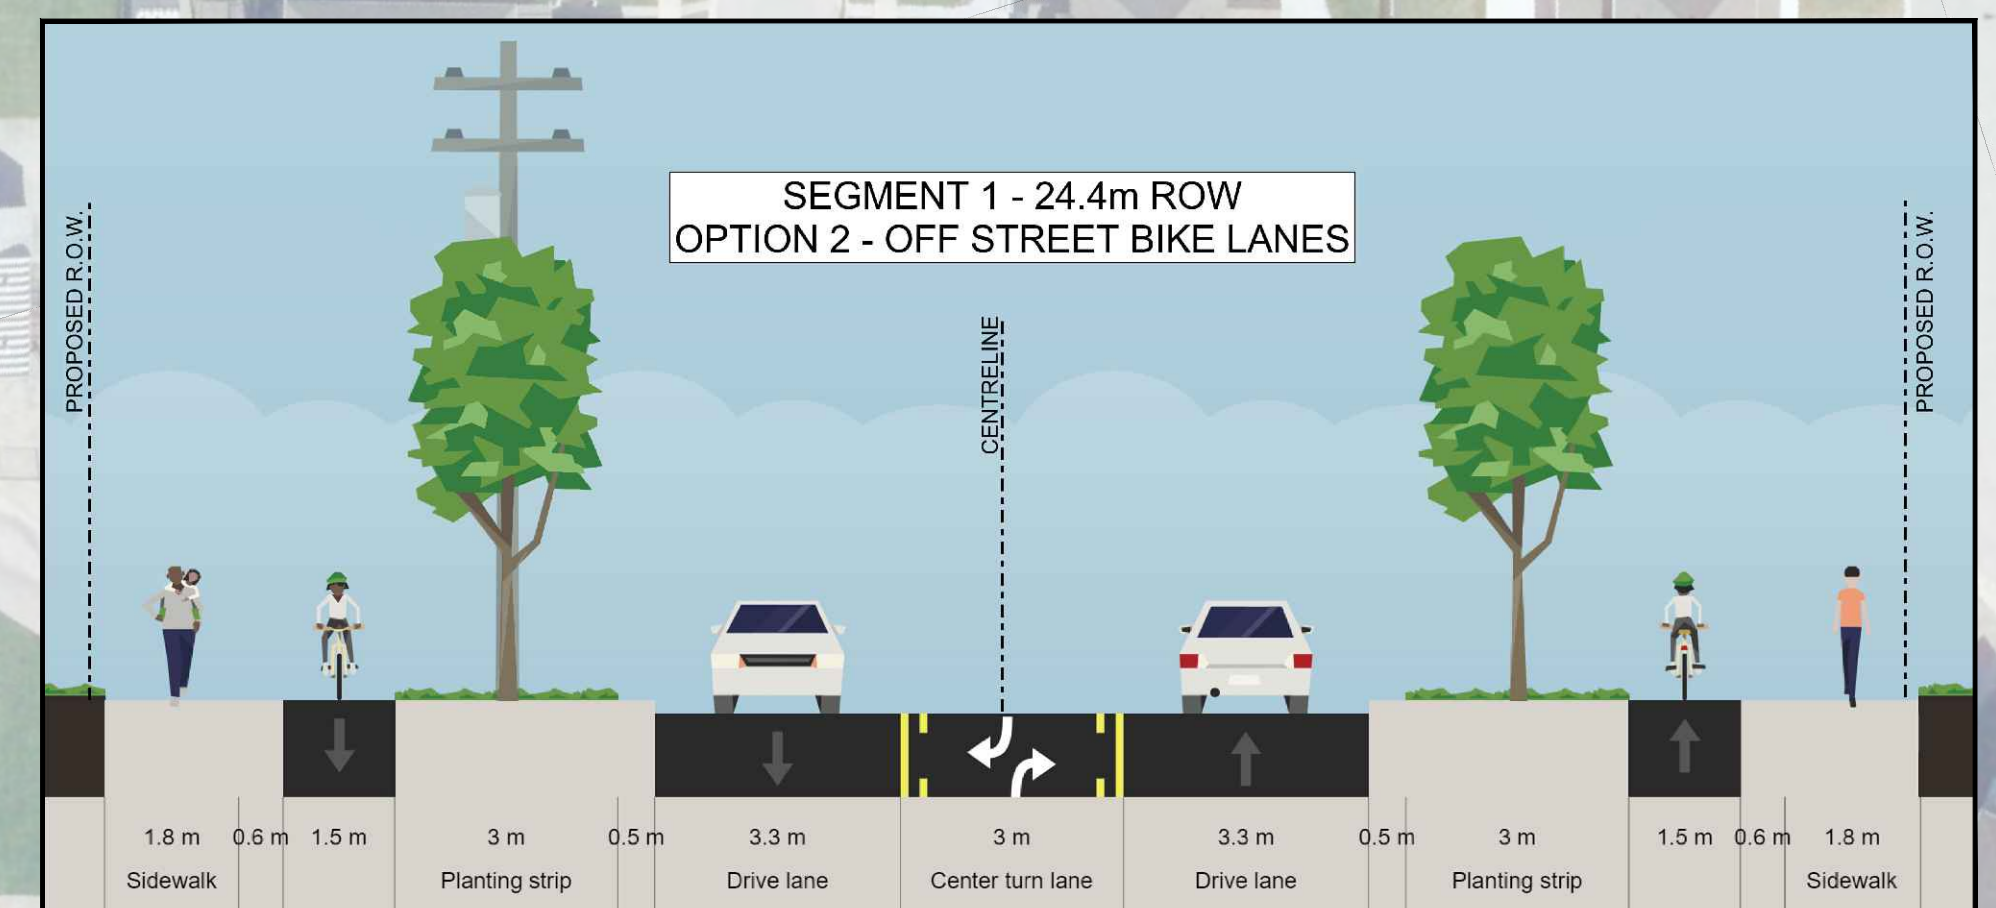 SEGMENT 1 - 24.4m ROW
OPTION 2 - OFF STREET BIKE LANES
PROPOSED R.O.W.
CENTRELINE
PROPOSED R.O.W.
1.8 m 0.6 m 1.5 m 3 m 0.5 m 3.3 m 3 m 3.3 m 0.5 m 3 m 1.5 m 0.6 m 1.8 m
Sidewalk Planting strip Drive lane Center turn lane Drive lane Planting strip Sidewalk